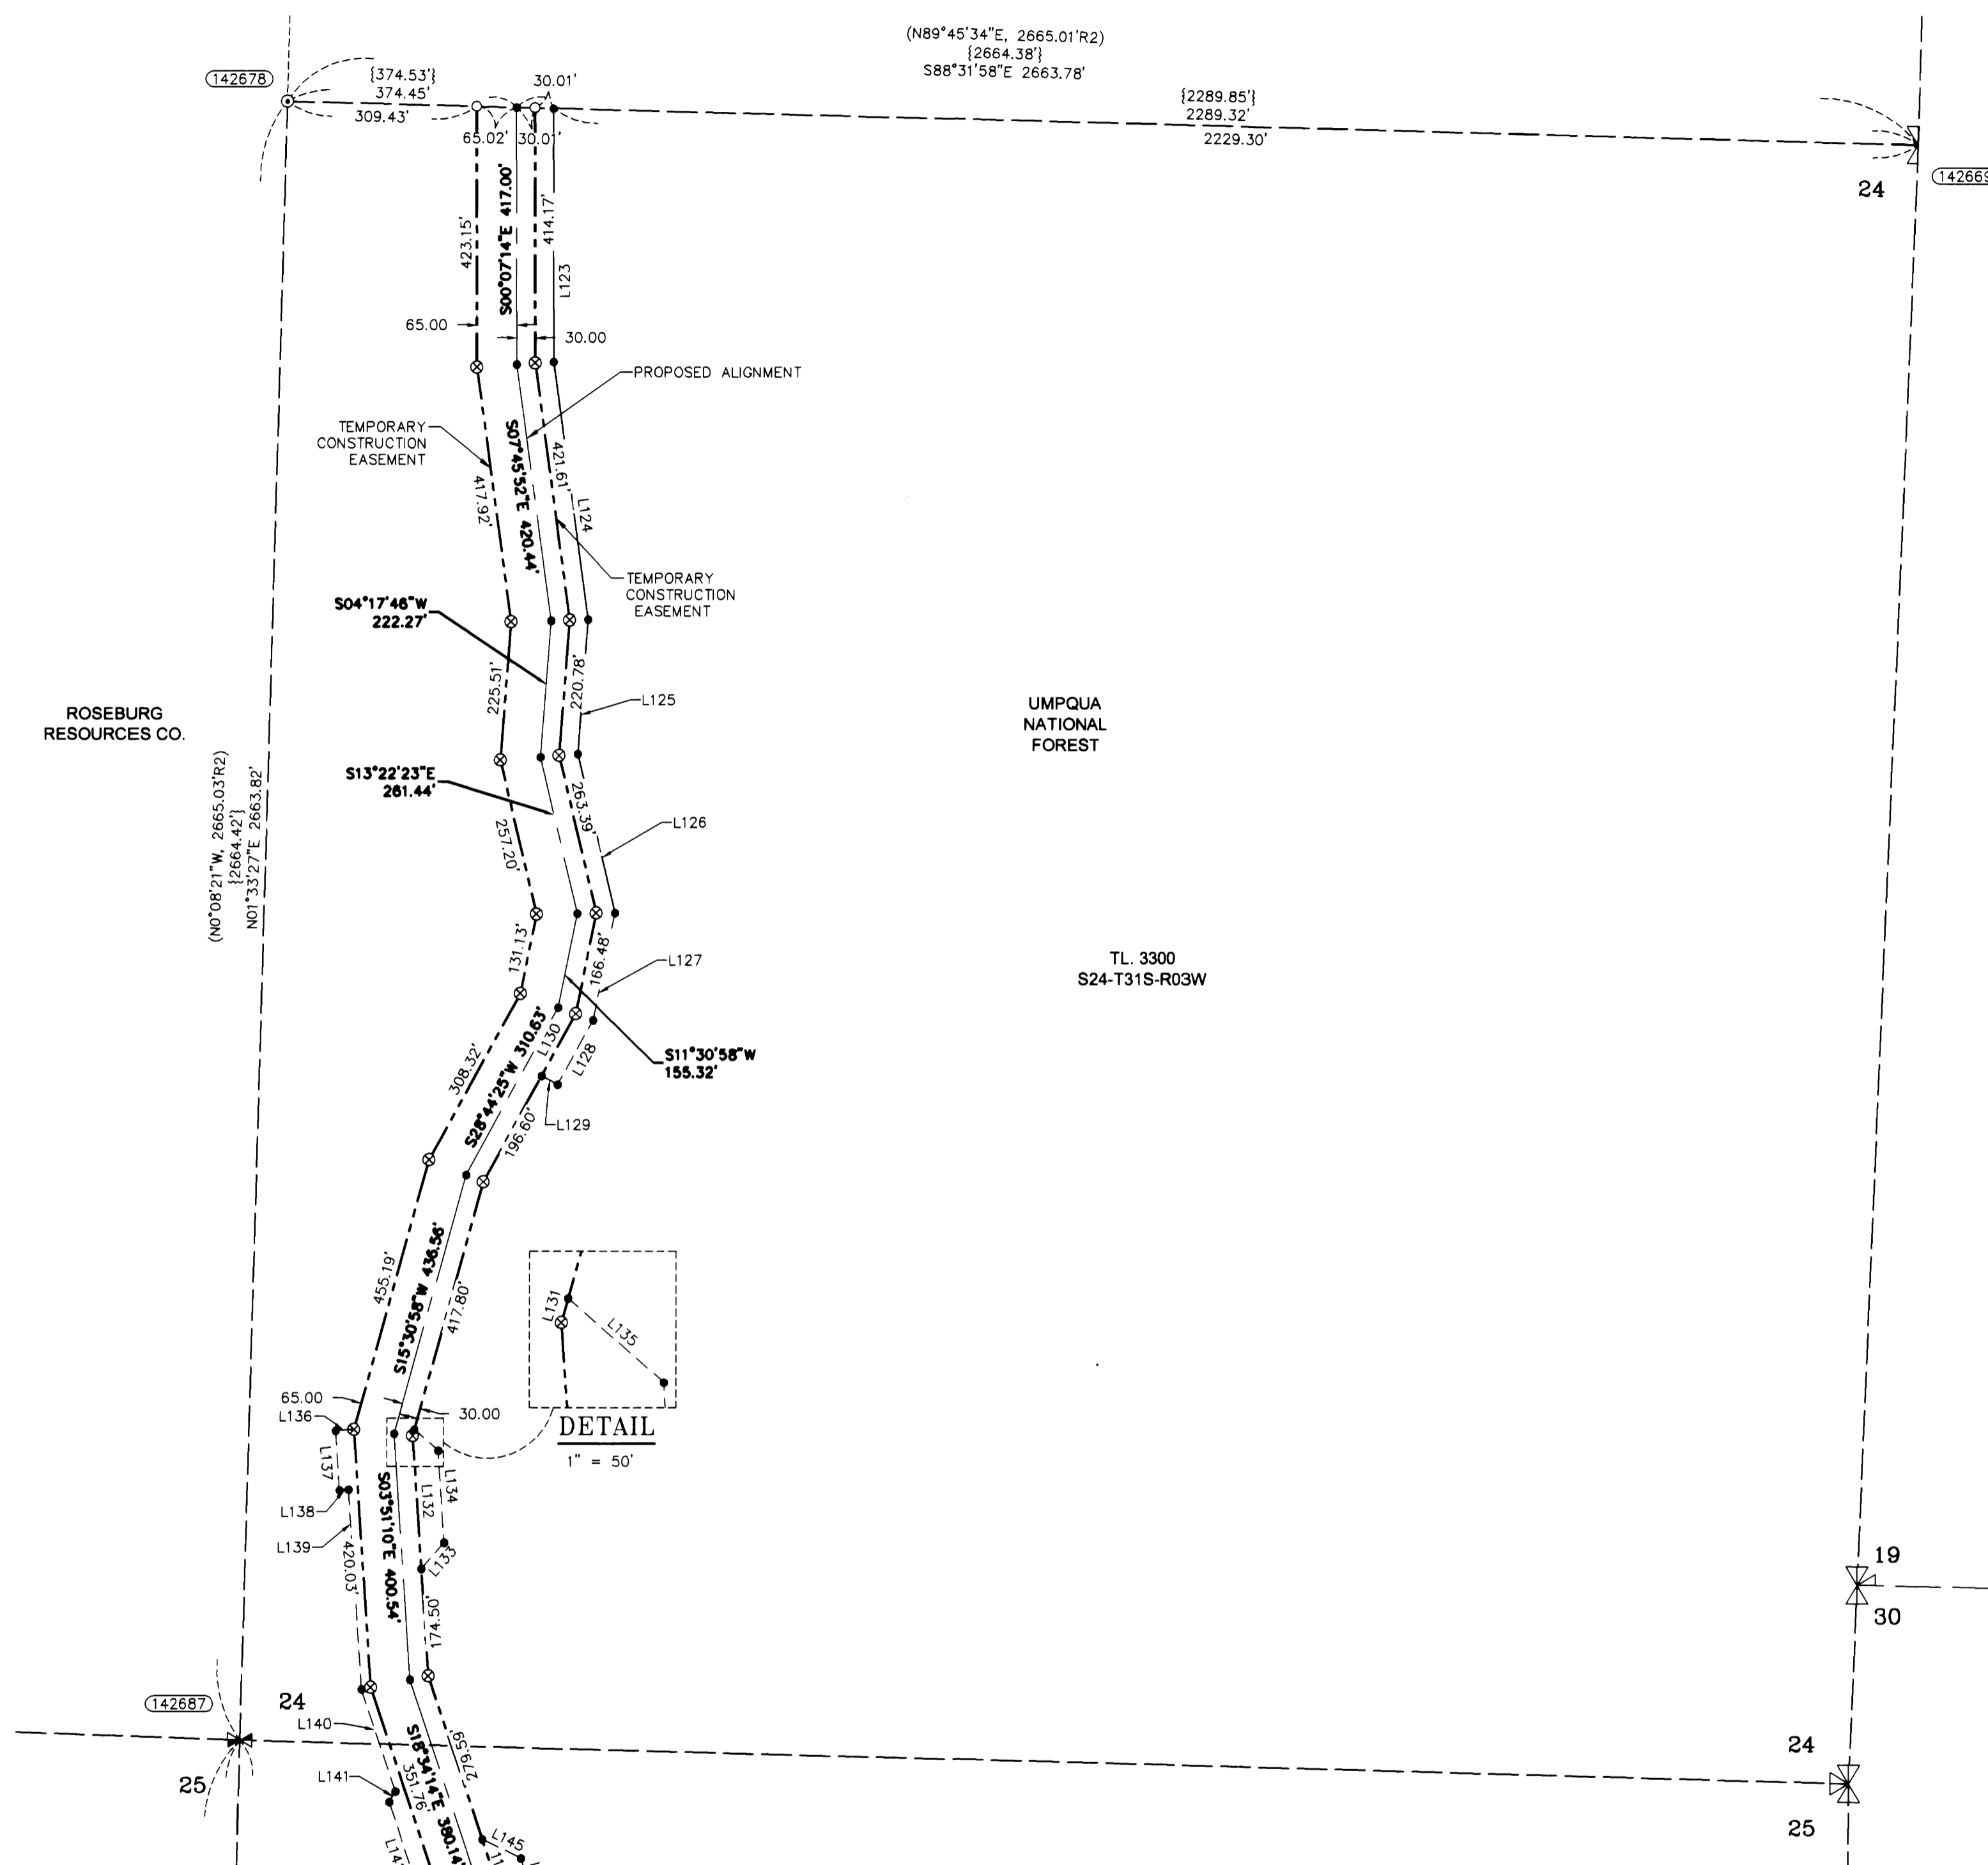 (N89°45'34"E, 2665.01'R2)
{2664.38'}
S88°31'58"E 2663.78'
142678
{374.53'}
374.45'
309.43'
30.01'
65.02'
30.01'
{2289.85'}
2289.32'
2229.30'
24
142669
423.15'
S00°07'14"E 417.00'
414.17'
L123
65.00
30.00
PROPOSED ALIGNMENT
TEMPORARY
CONSTRUCTION
EASEMENT
417.92'
S07°45'52"E 420.44'
421.61'
L124
TEMPORARY
CONSTRUCTION
EASEMENT
S04°17'46"W
222.27'
225.51'
220.78'
L125
ROSEBURG
RESOURCES CO.
UMPQUA
NATIONAL
FOREST
(N0°08'21"W, 2665.03'R2)
{2664.42'}
N01°33'27"E 2663.82'
S13°22'23"E
261.44'
257.20'
263.39'
L126
131.13'
166.48'
L127
TL. 3300
S24-T31S-R03W
308.32'
S28°44'25"W 310.63'
L130
L128
S11°30'58"W
155.32'
L129
196.60'
455.19'
S15°30'58"W 436.56'
417.80'
L131
L135
DETAIL
1" = 50'
65.00
L136
30.00
L137
L138
L139
S03°51'10"E 400.54'
L132
L134
L133
420.03'
174.50'
19
30
142687
24
L140
25
L141
S18°34'14"E 380.14'
351.76'
279.59'
L145
24
25